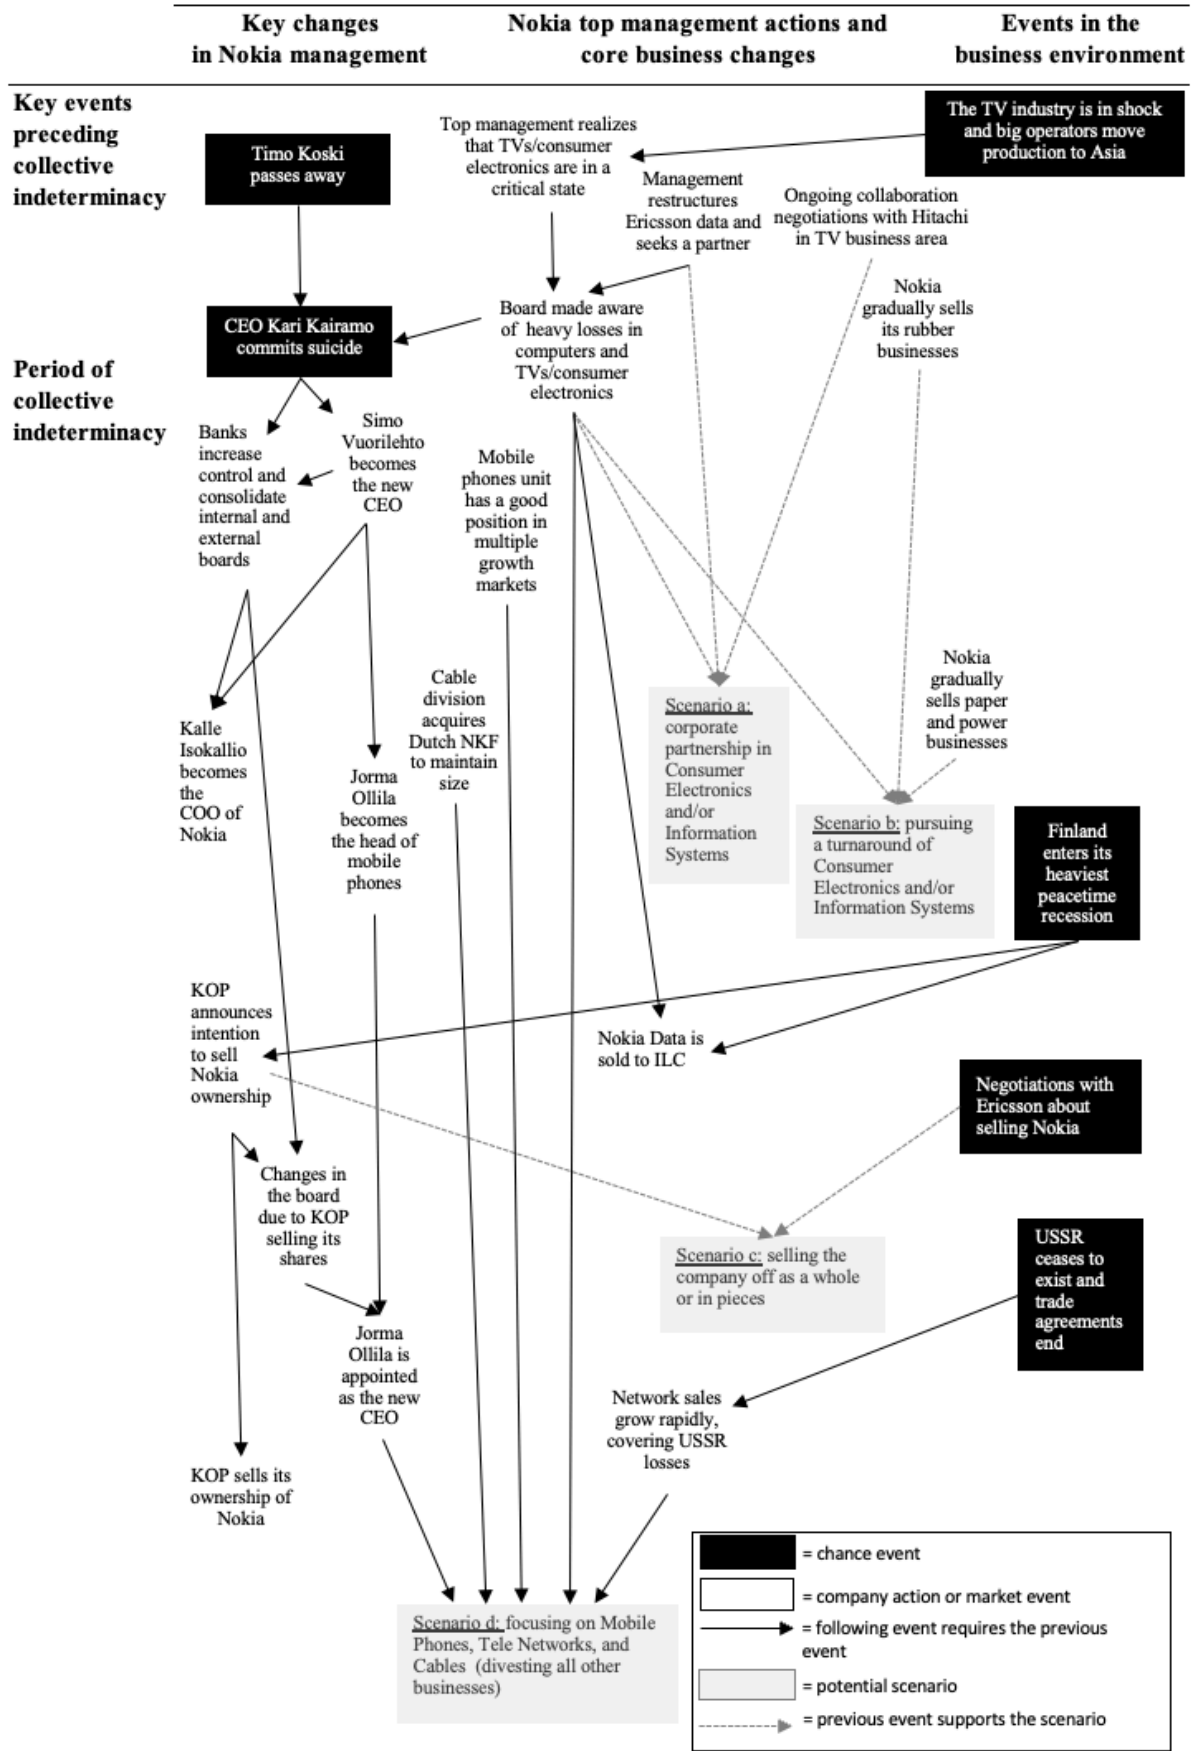 Key changes
in Nokia management
Nokia top management actions and
core business changes
Events in the
business environment
Key events
preceding
collective
indeterminacy
Timo Koski
passes away
Top management realizes
that TVs/consumer
electronics are in a
critical state
The TV industry is in shock
and big operators move
production to Asia
Management
restructures
Ericsson data and
seeks a partner
Ongoing collaboration
negotiations with Hitachi
in TV business area
Nokia
gradually sells
its rubber
businesses
CEO Kari Kairamo
commits suicide
Board made aware
of heavy losses in
computers and
TVs/consumer
electronics
Period of
collective
indeterminacy
Banks
increase
control and
consolidate
internal and
external
boards
Simo
Vuorilehto
becomes
the new
CEO
Mobile
phones unit
has a good
position in
multiple
growth
markets
Nokia
gradually
sells paper
and power
businesses
Cable
division
acquires
Dutch NKF
to maintain
size
Scenario a:
corporate
partnership in
Consumer
Electronics
and/or
Information
Systems
Kalle
Isokallio
becomes
the
COO of
Nokia
Jorma
Ollila
becomes
the head of
mobile
phones
Scenario b: pursuing
a turnaround of
Consumer
Electronics and/or
Information Systems
Finland
enters its
heaviest
peacetime
recession
KOP
announces
intention
to sell
Nokia
ownership
Nokia Data is
sold to ILC
Negotiations with
Ericsson about
selling Nokia
Changes in
the board
due to KOP
selling its
shares
Scenario c: selling the
company off as a whole
or in pieces
USSR
ceases to
exist and
trade
agreements
end
Jorma
Ollila is
appointed
as the new
CEO
Network sales
grow rapidly,
covering USSR
losses
KOP sells its
ownership of
Nokia
Scenario d: focusing on Mobile
Phones, Tele Networks, and
Cables (divesting all other
businesses)
= chance event
= company action or market event
= following event requires the previous
event
= potential scenario
= previous event supports the scenario